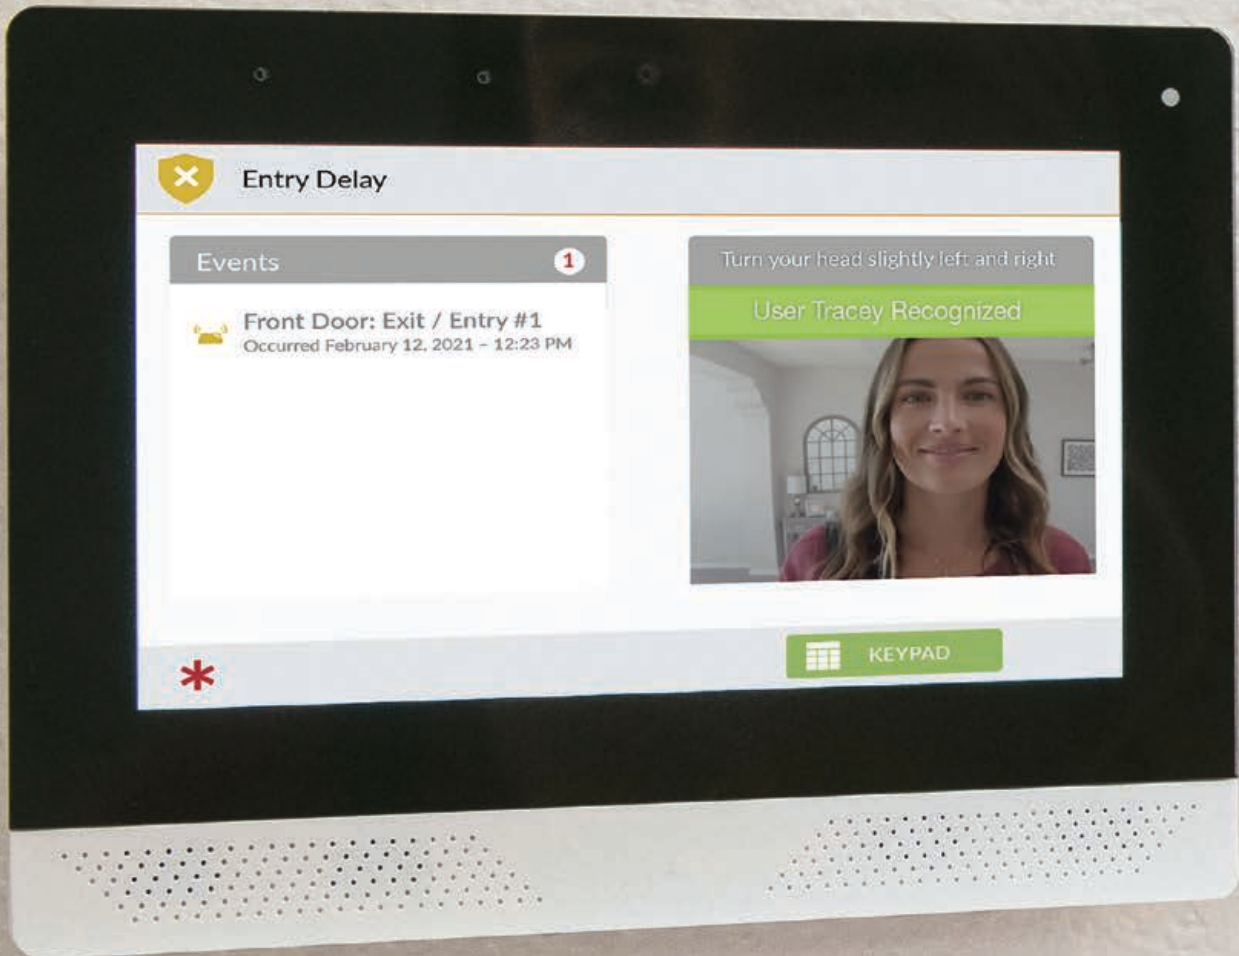 Entry Delay
Events
1
Front Door: Exit / Entry #1
Occurred February 12, 2021 – 12:23 PM
Turn your head slightly left and right
User Tracey Recognized
*
KEYPAD